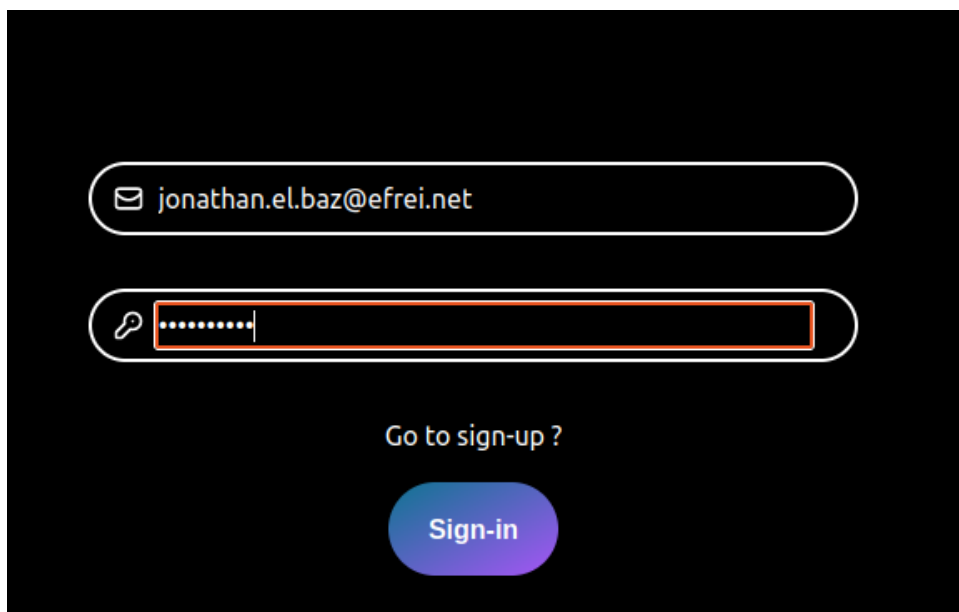 jonathan.el.baz@efrei.net
••••••••••
Go to sign-up ?
Sign-in